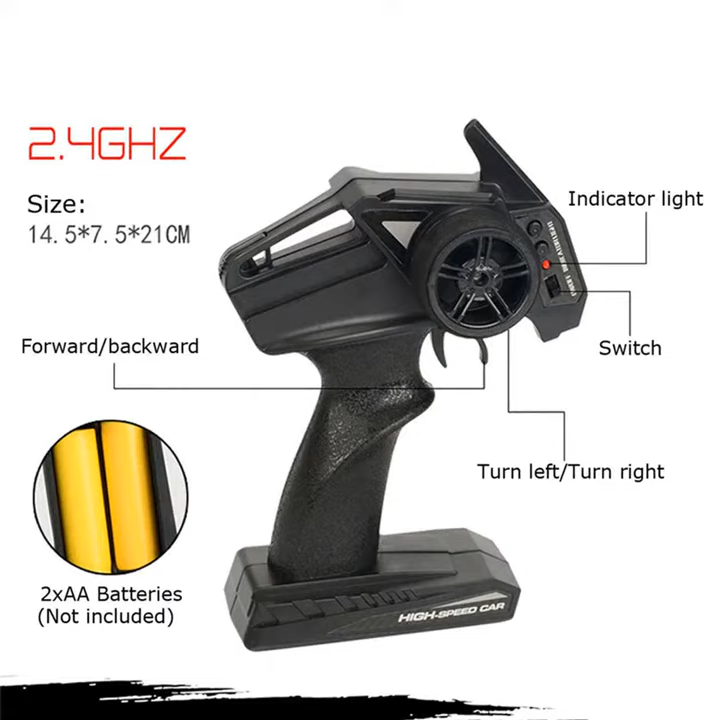 2.4GHZ
Size:
14.5*7.5*21CM
Indicator light
Switch
Forward/backward
Turn left/Turn right
2xAA Batteries
(Not included)
HIGH-SPEED CAR